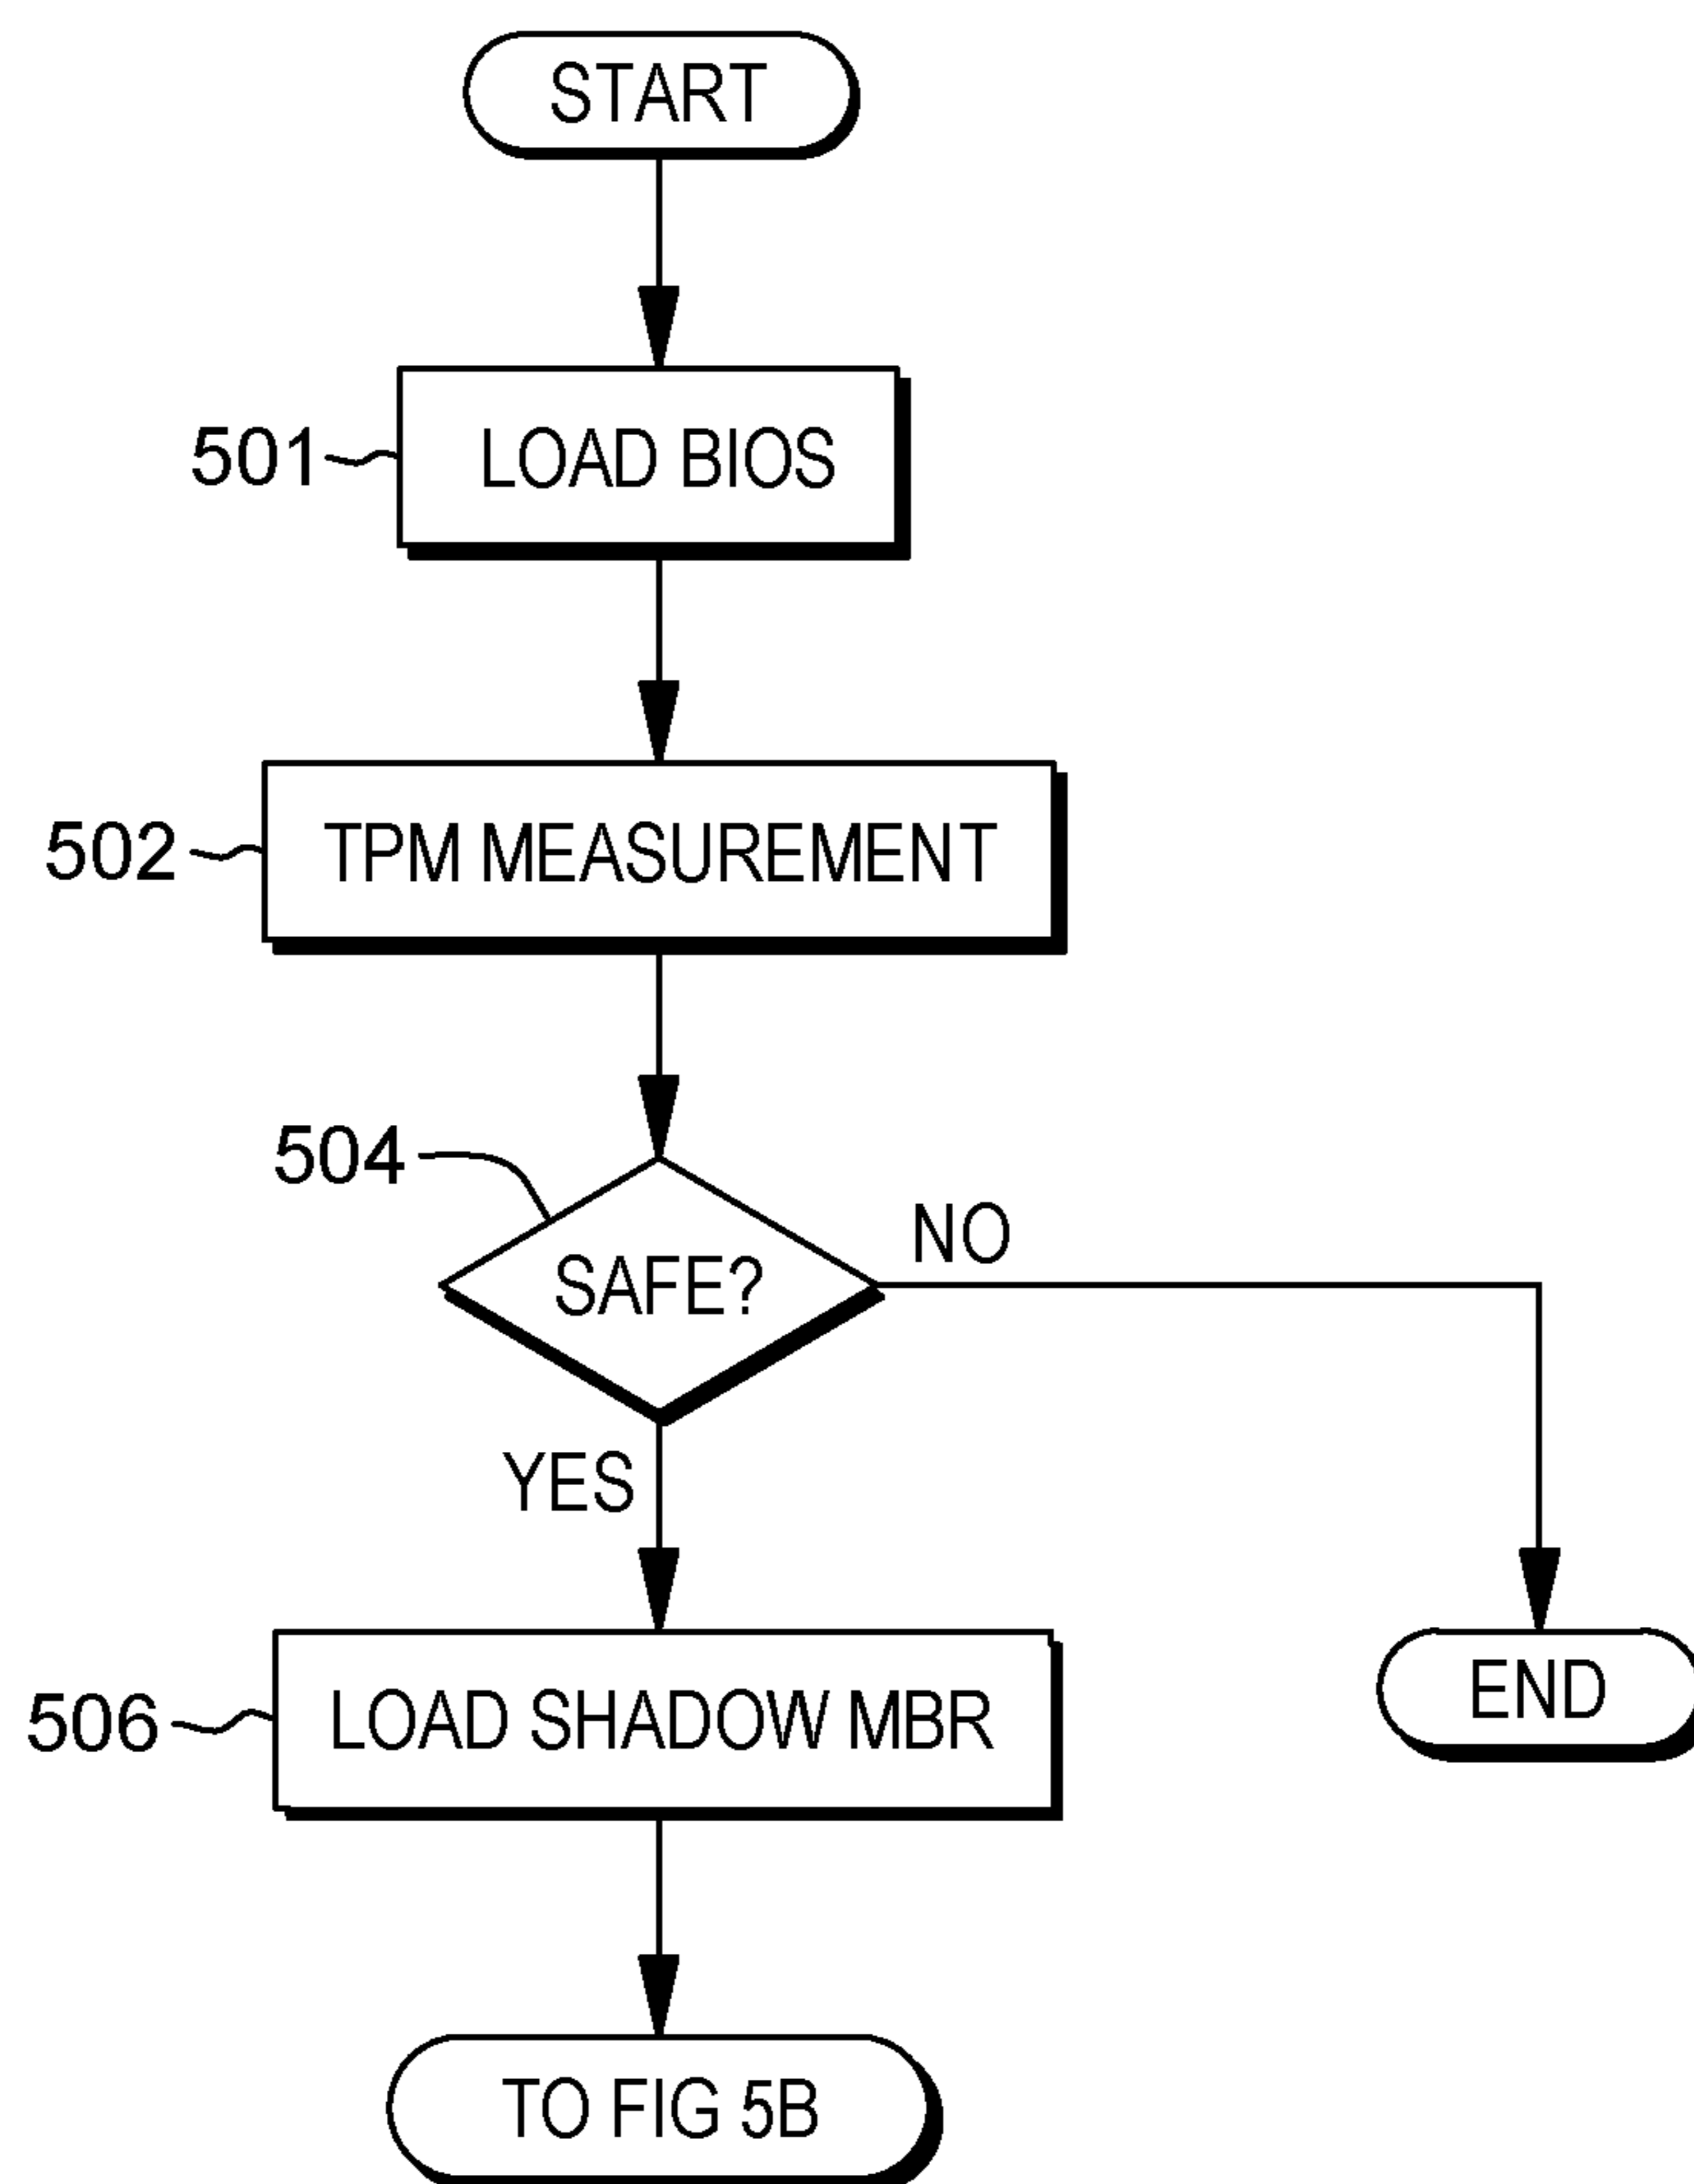 START
501 LOAD BIOS
502 TPM MEASUREMENT
504
SAFE?
NO
YES
506 LOAD SHADOW MBR
END
TO FIG 5B